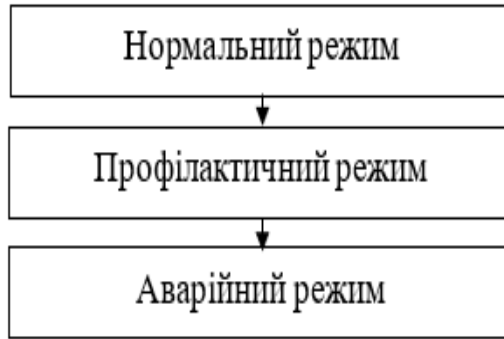 Нормальний режим
Профілактичний режим
Аварійний режим